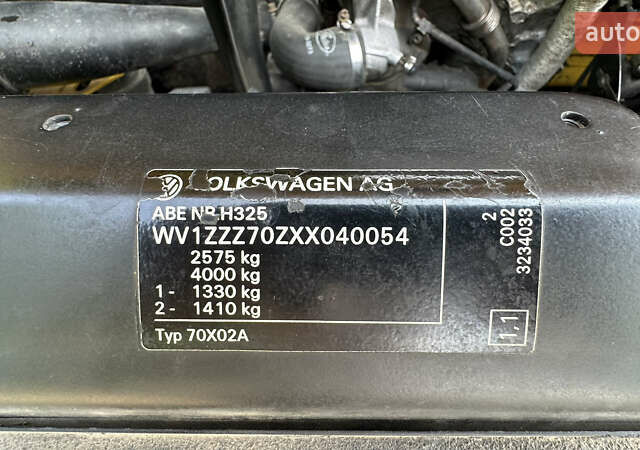 auto
VOLKSWAGEN AG
ABE NR H325
WV1ZZZ70ZXX040054
2575 kg
4000 kg
1 - 1330 kg
2 - 1410 kg
Typ 70X02A
2
C002
3234033
1,1